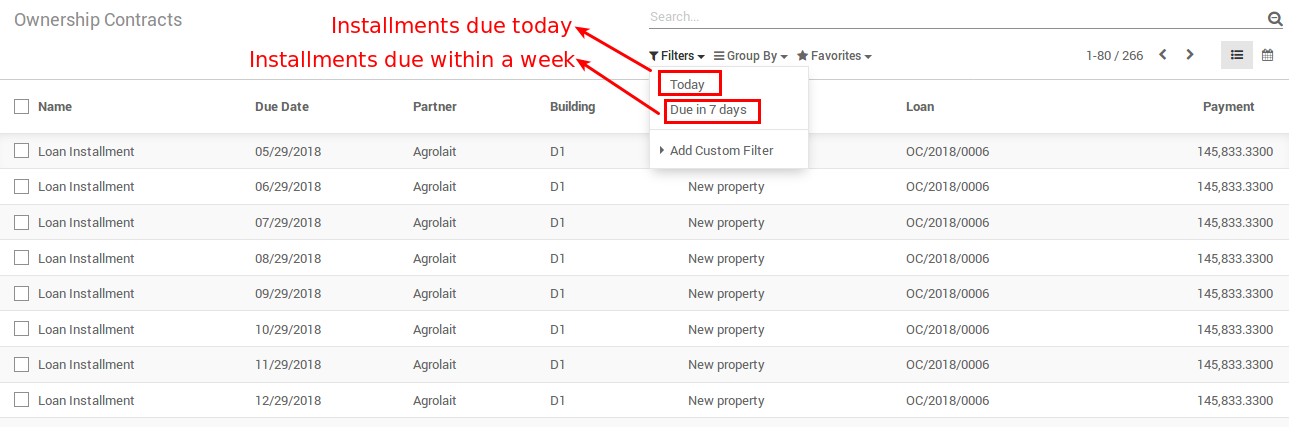 Ownership Contracts
Installments due today
Search...
Installments due within a week
Filters Group By Favorites
1-80 / 266
Today
Due in 7 days
Add Custom Filter
Name Due Date Partner Building Loan Payment
Loan Installment 05/29/2018 Agrolait D1 OC/2018/0006 145,833.3300
Loan Installment 06/29/2018 Agrolait D1 New property OC/2018/0006 145,833.3300
Loan Installment 07/29/2018 Agrolait D1 New property OC/2018/0006 145,833.3300
Loan Installment 08/29/2018 Agrolait D1 New property OC/2018/0006 145,833.3300
Loan Installment 09/29/2018 Agrolait D1 New property OC/2018/0006 145,833.3300
Loan Installment 10/29/2018 Agrolait D1 New property OC/2018/0006 145,833.3300
Loan Installment 11/29/2018 Agrolait D1 New property OC/2018/0006 145,833.3300
Loan Installment 12/29/2018 Agrolait D1 New property OC/2018/0006 145,833.3300